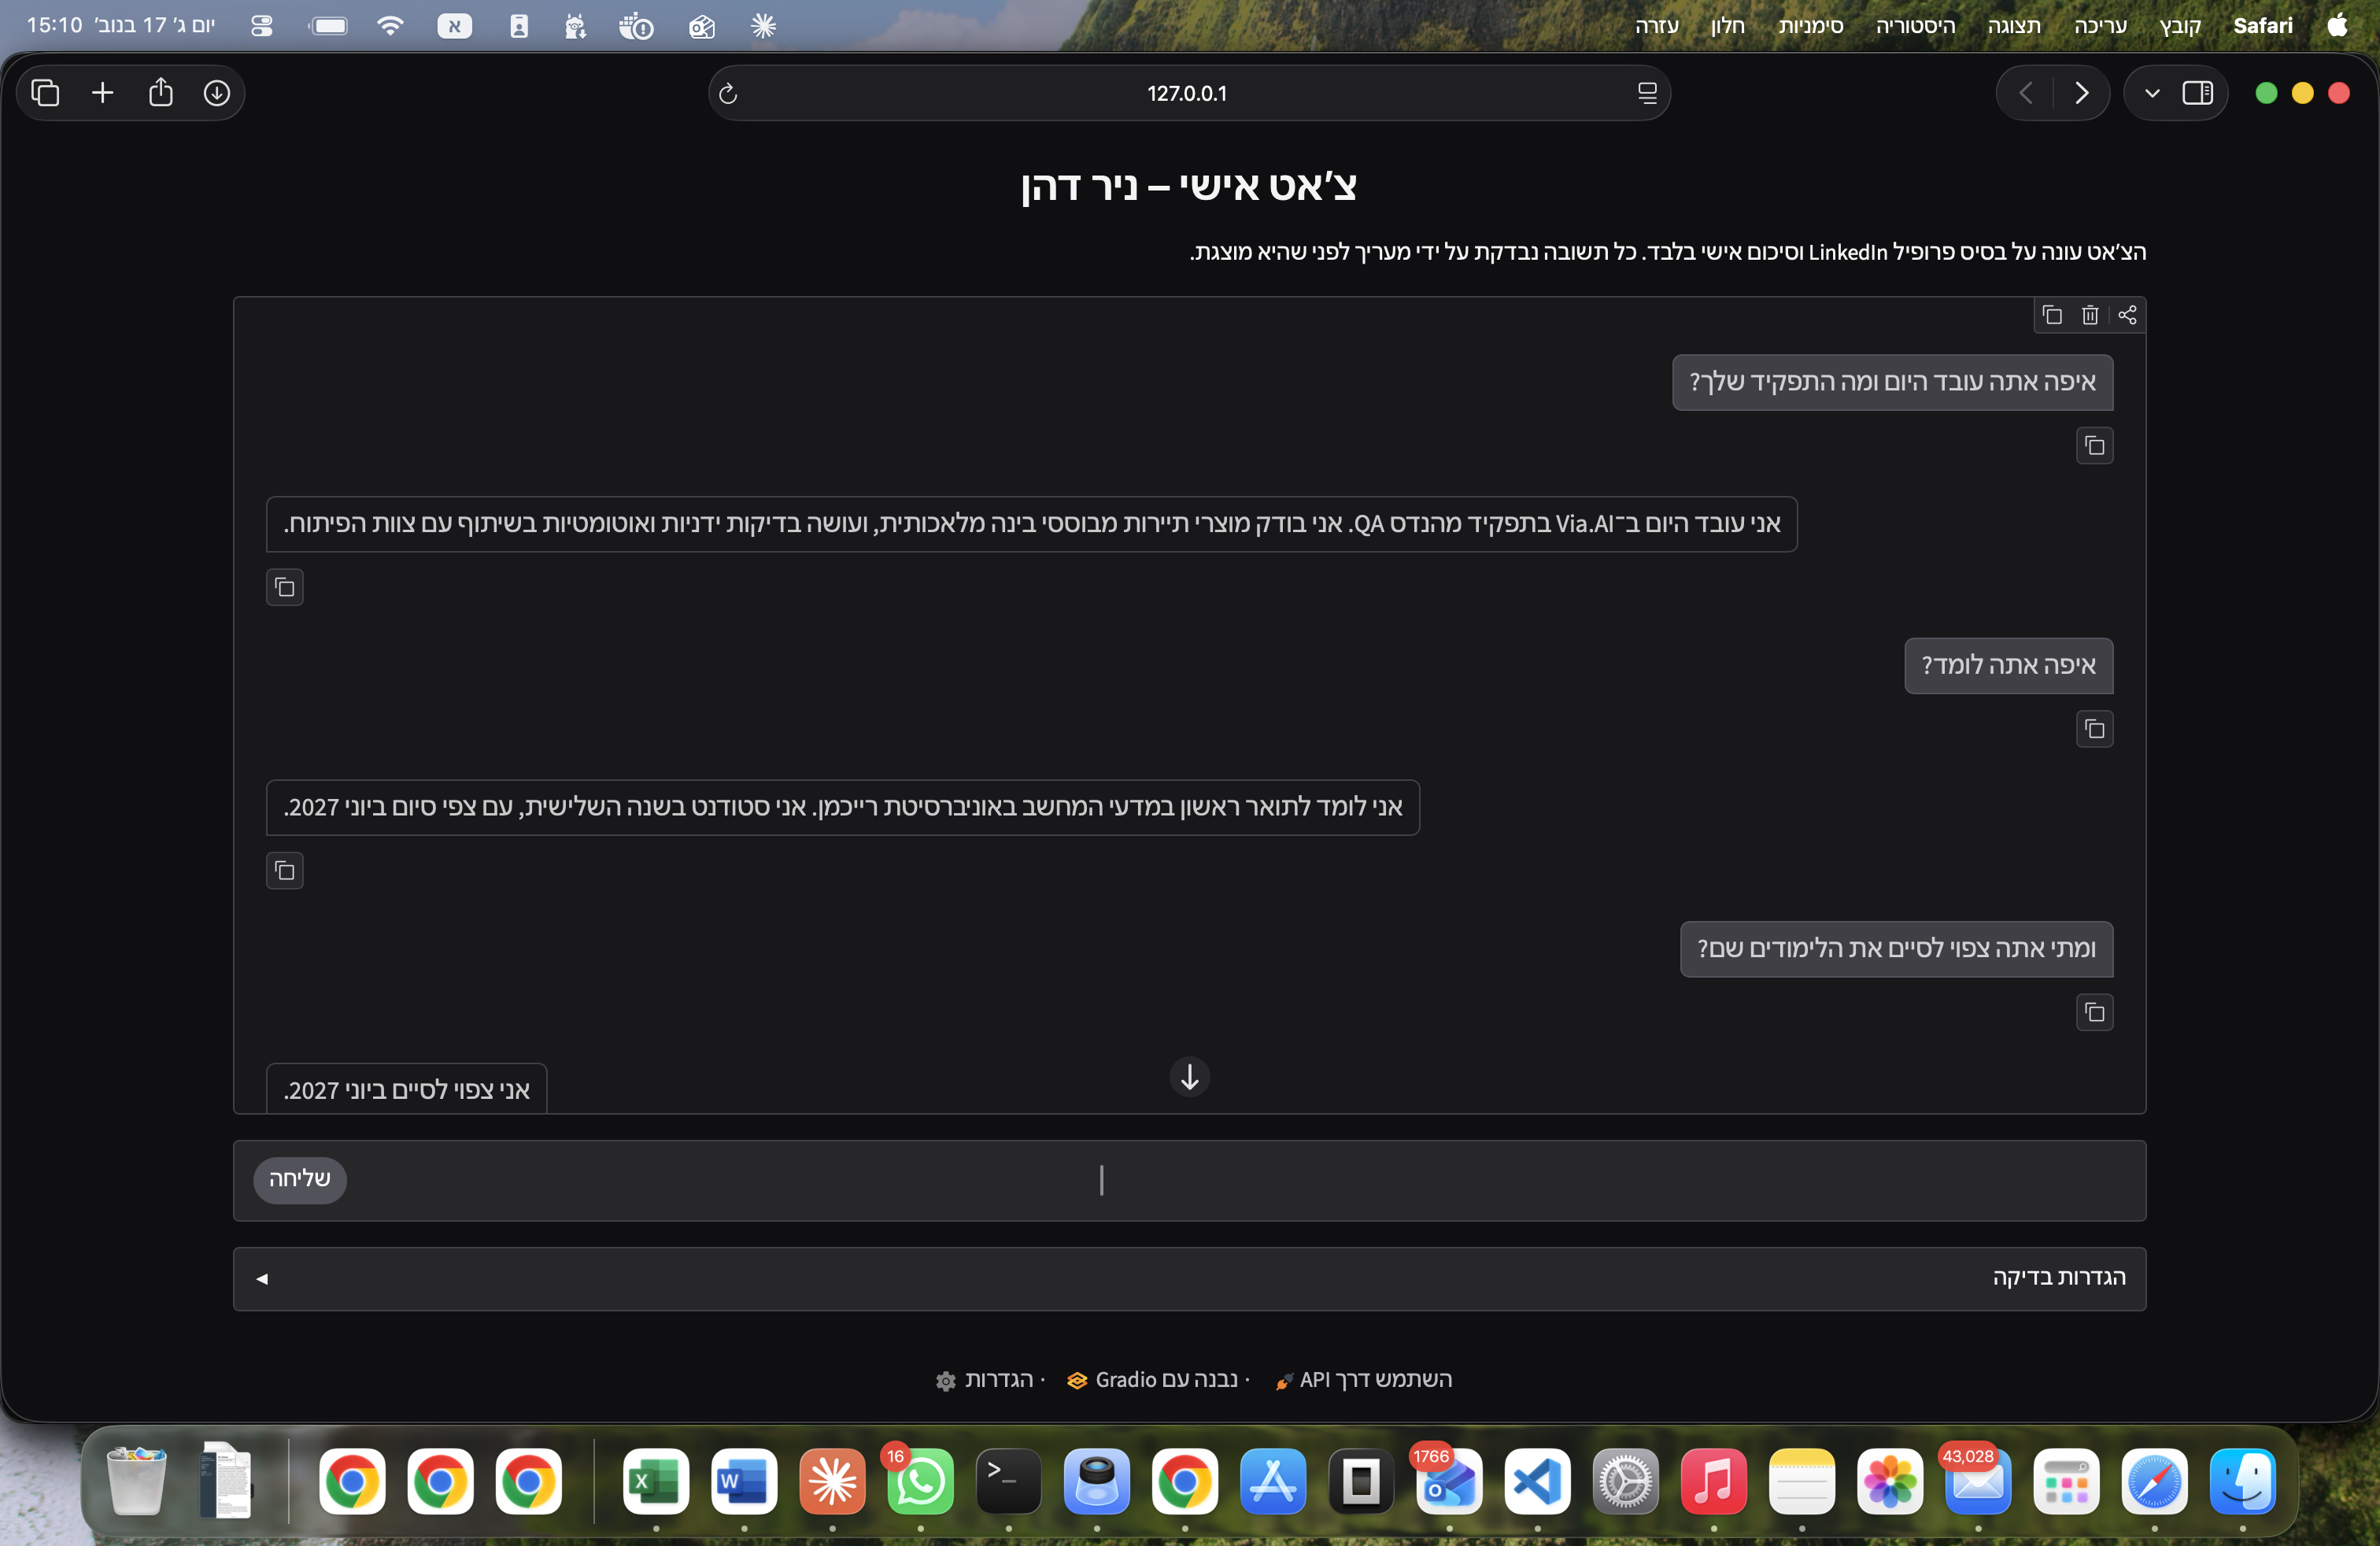 Safari קובץ עריכה תצוגה היסטוריה סימניות חלון עזרה
א
יום ג׳ 17 בנוב׳ 15:10
127.0.0.1
צ'אט אישי – ניר דהן
הצ'אט עונה על בסיס פרופיל LinkedIn וסיכום אישי בלבד. כל תשובה נבדקת על ידי מעריך לפני שהיא מוצגת.
איפה אתה עובד היום ומה התפקיד שלך?
אני עובד היום ב־Via.AI בתפקיד מהנדס QA. אני בודק מוצרי תיירות מבוססי בינה מלאכותית, ועושה בדיקות ידניות ואוטומטיות בשיתוף עם צוות הפיתוח.
איפה אתה לומד?
אני לומד לתואר ראשון במדעי המחשב באוניברסיטת רייכמן. אני סטודנט בשנה השלישית, עם צפי סיום ביוני 2027.
ומתי אתה צפוי לסיים את הלימודים שם?
אני צפוי לסיים ביוני 2027.
שליחה
הגדרות בדיקה
השתמש דרך API · נבנה עם Gradio · הגדרות
43,028
1766
16